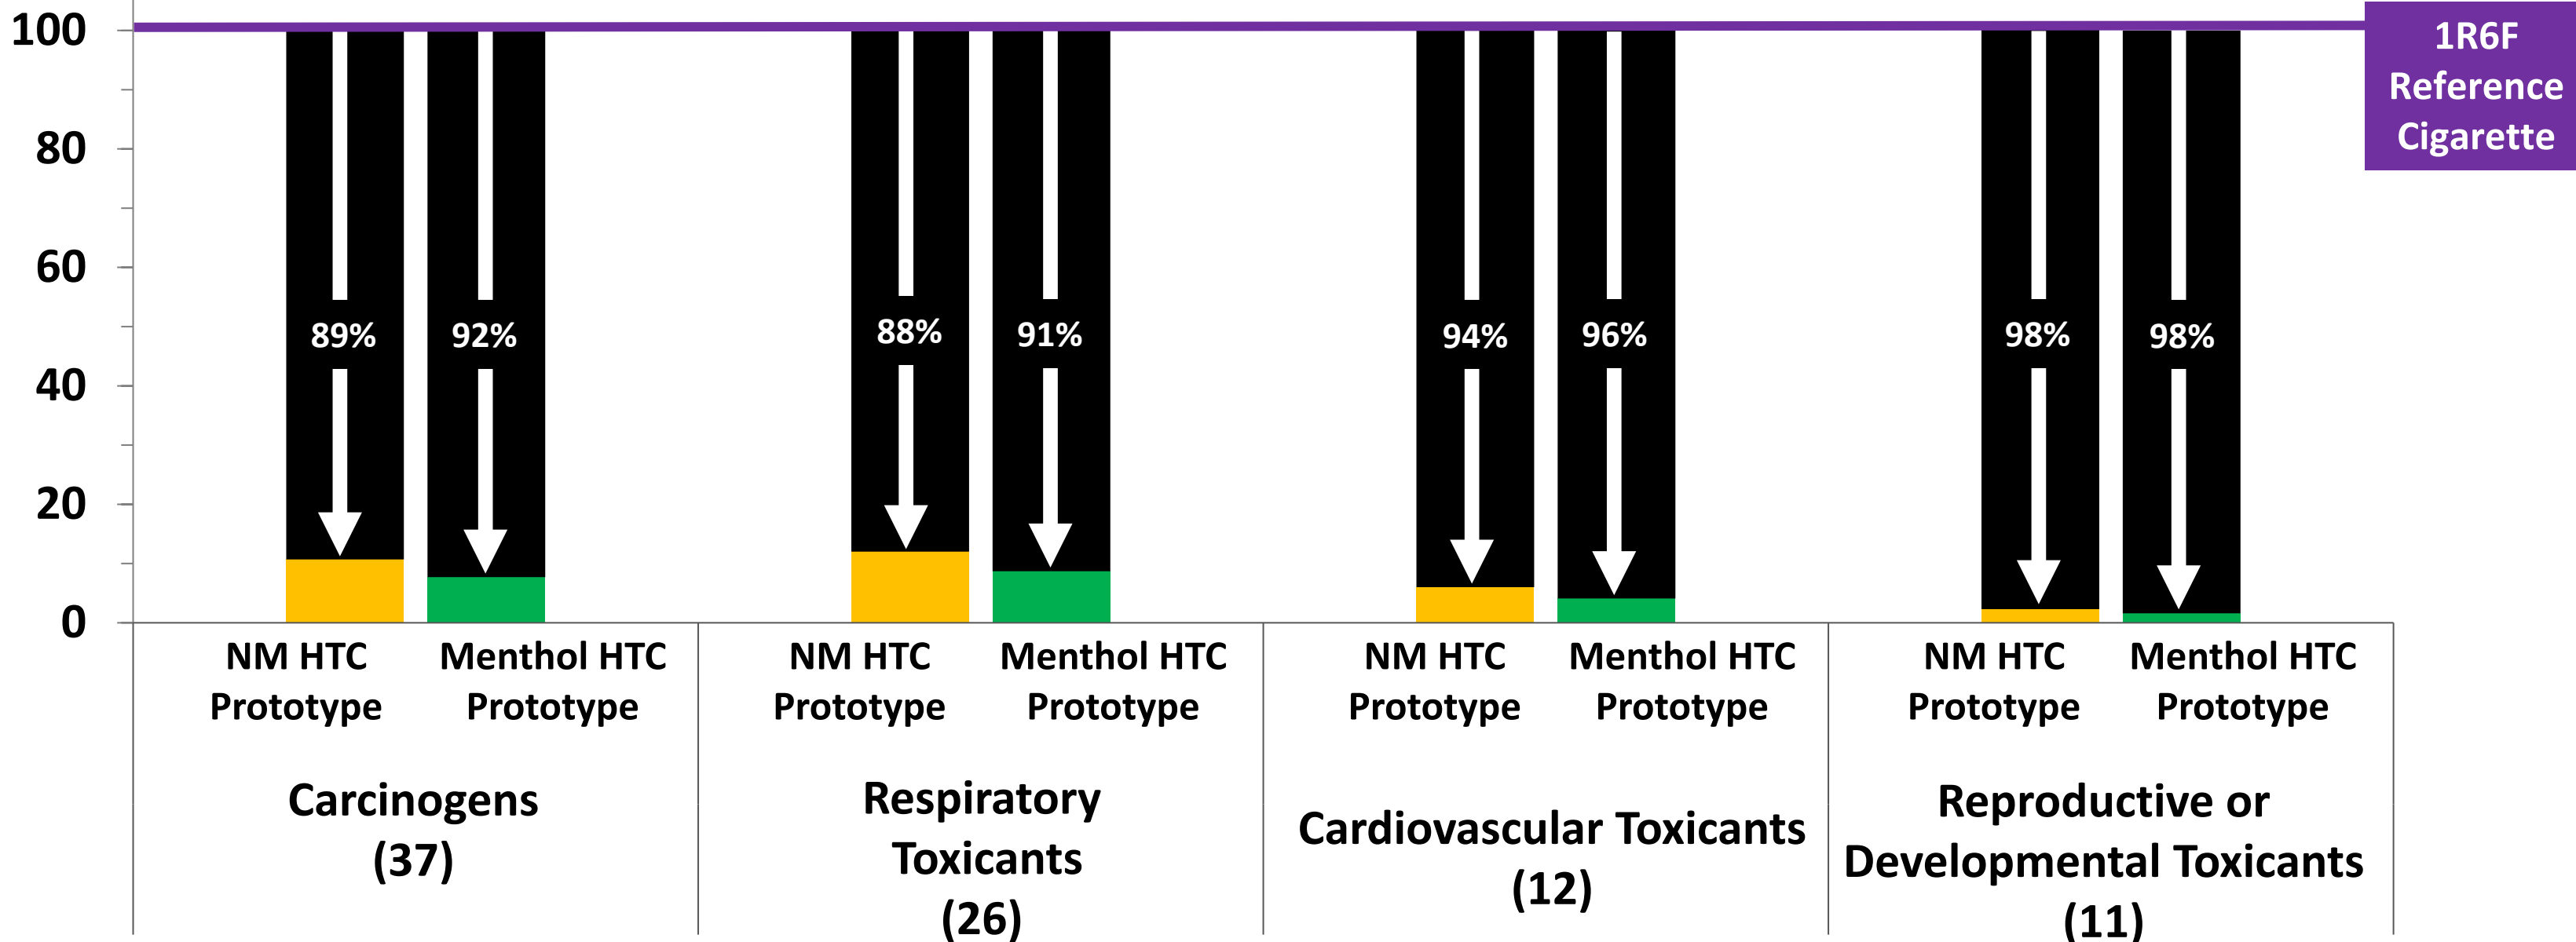 100
80
60
40
20
0
1R6F
Reference
Cigarette
89%
92%
88%
91%
94%
96%
98%
98%
NM HTC
Prototype
Menthol HTC
Prototype
NM HTC
Prototype
Menthol HTC
Prototype
NM HTC
Prototype
Menthol HTC
Prototype
NM HTC
Prototype
Menthol HTC
Prototype
Carcinogens
(37)
Respiratory
Toxicants
(26)
Cardiovascular Toxicants
(12)
Reproductive or
Developmental Toxicants
(11)